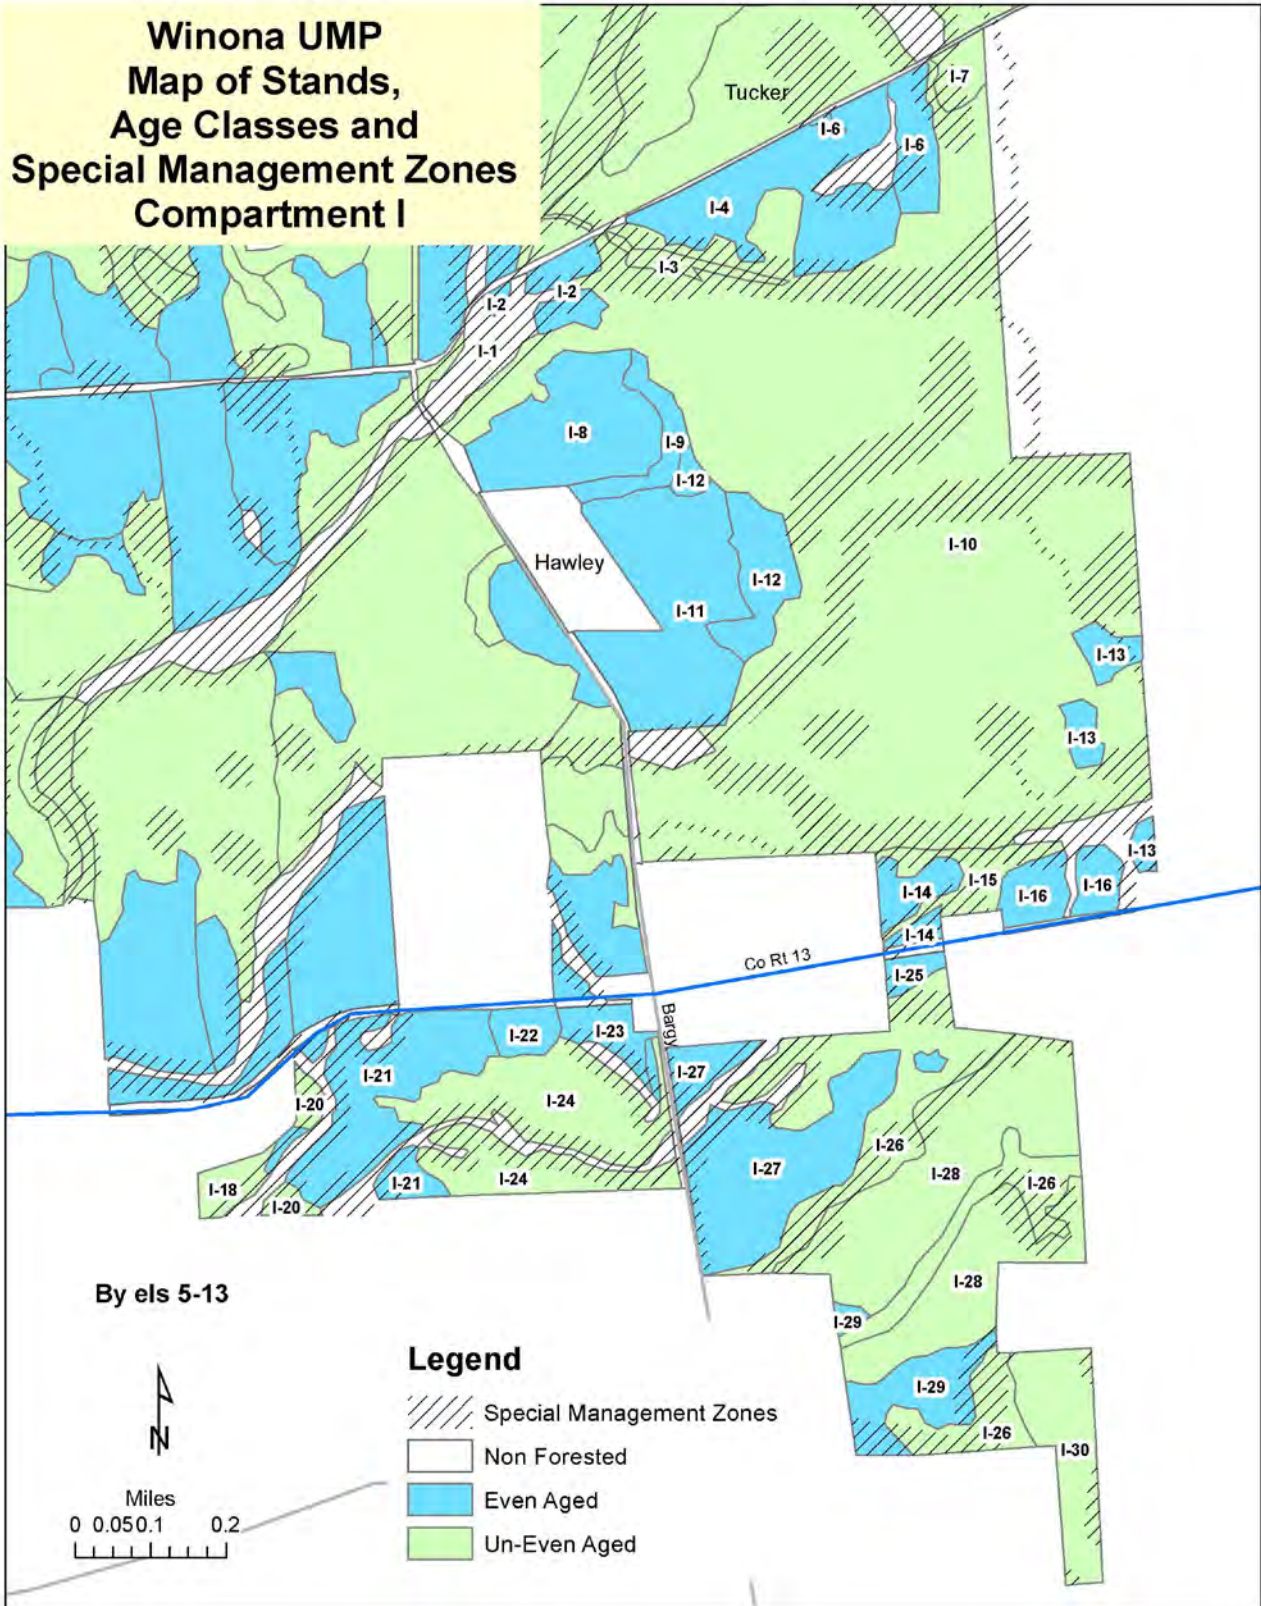 Winona UMP
Map of Stands,
Age Classes and
Special Management Zones
Compartment I
Tucker
I-7
I-6
I-6
I-4
I-3
I-2
I-2
I-1
I-8
I-9
I-12
I-10
Hawley
I-12
I-11
I-13
I-13
I-13
I-15
I-14
I-16
I-16
I-14
Co Rt 13
I-25
Bargy
I-22
I-23
I-21
I-27
I-20
I-24
I-26
I-27
I-28
I-24
I-21
I-18
I-20
I-26
I-28
By els 5-13
I-29
Legend
I-29
Special Management Zones
I-26
N
Non Forested
I-30
Miles
Even Aged
0 0.05 0.1 0.2
Un-Even Aged